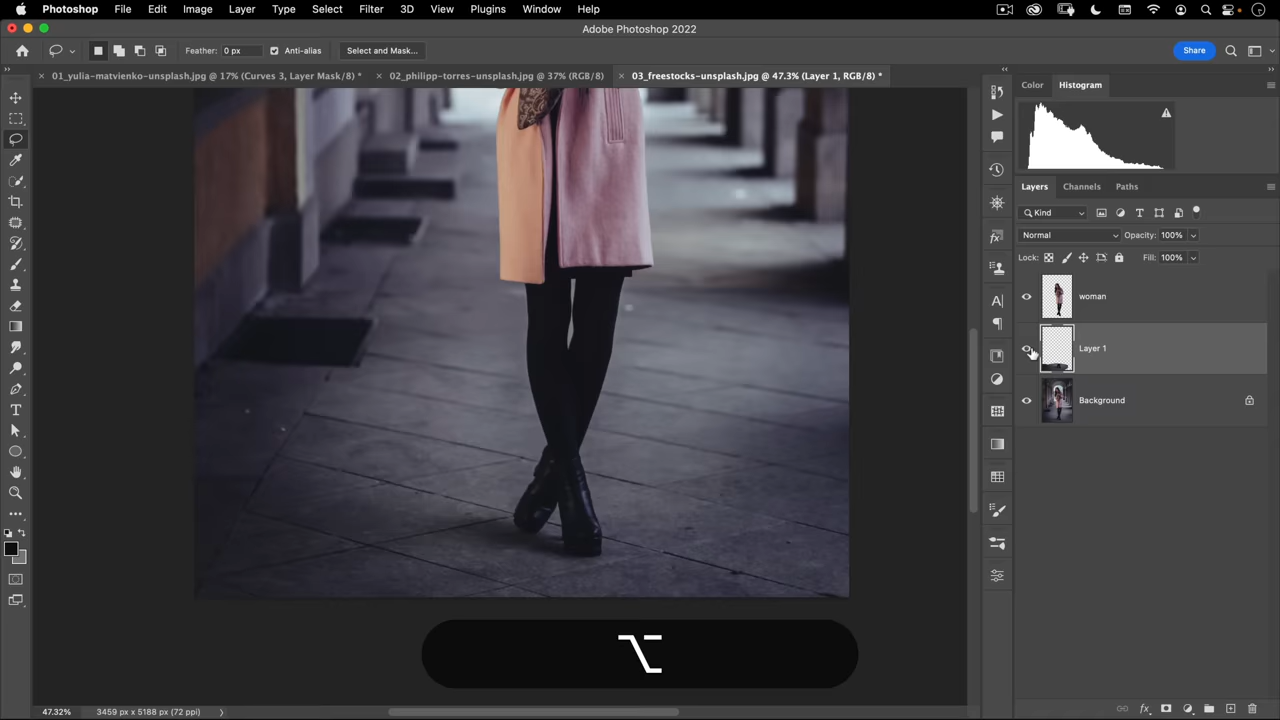 Photoshop File Edit Image Layer Type Select Filter 3D View Plugins Window Help
Adobe Photoshop 2022
Feather: 0 px Anti-alias Select and Mask... Share
01_yulia-matvienko-unsplash.jpg @ 17% (Curves 3, Layer Mask/8) * 02_philipp-torres-unsplash.jpg @ 37% (RGB/8) 03_freestocks-unsplash.jpg @ 47.3% (Layer 1, RGB/8) *
Color Histogram
Layers Channels Paths
Kind
Normal Opacity: 100%
Lock: Fill: 100%
woman
Layer 1
Background
⌥
47.32% 3459 px x 5188 px (72 ppi)